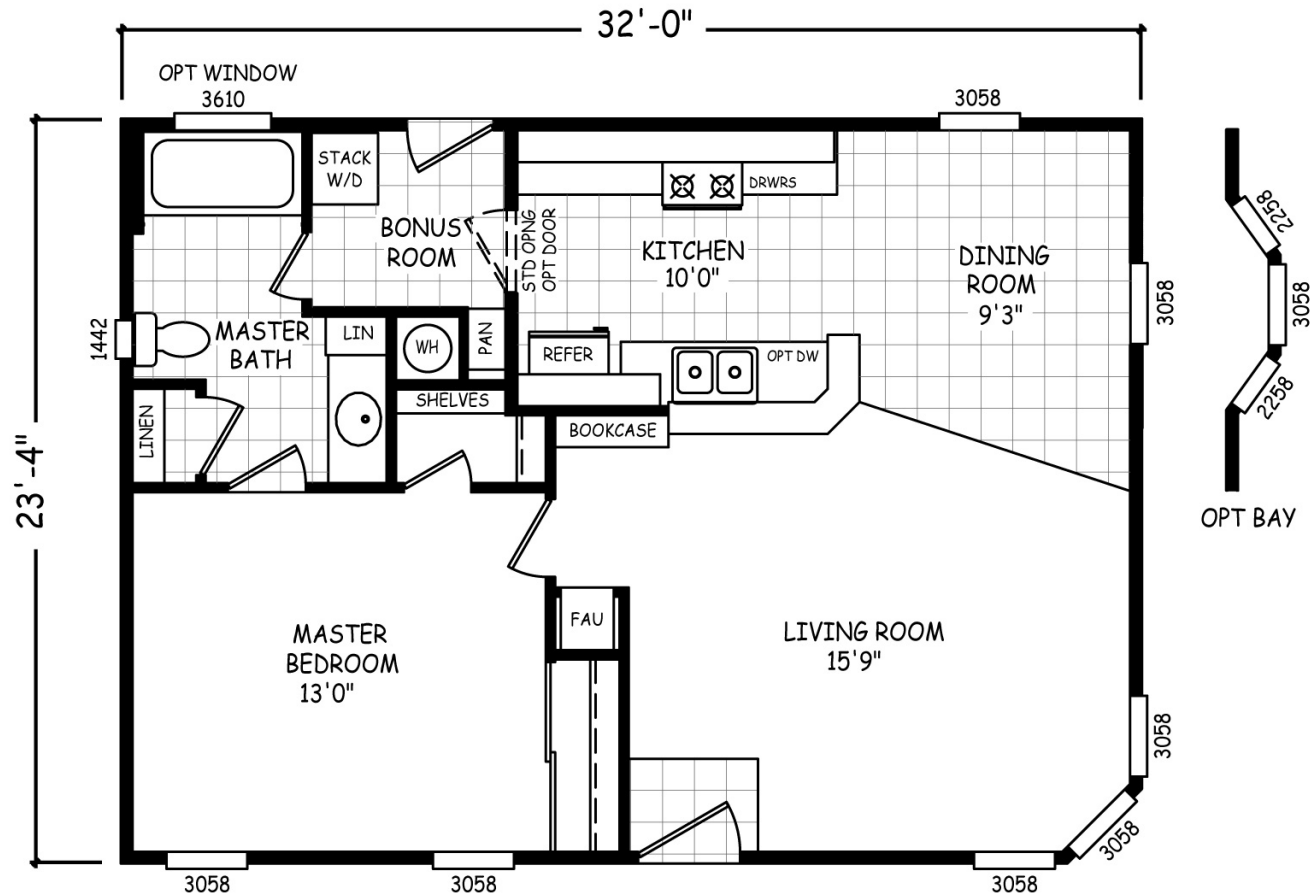 32'-0"
OPT WINDOW
3610
3058
STACK
W/D
DRWRS
BONUS
ROOM
STD OPNG
OPT DOOR
KITCHEN
10'0"
DINING
ROOM
9'3"
3058
2258
3058
2258
OPT BAY
1442
MASTER
BATH
LIN
WH
PAN
REFER
OPT DW
SHELVES
LINEN
BOOKCASE
23'-4"
FAU
MASTER
BEDROOM
13'0"
LIVING ROOM
15'9"
3058
3058
3058
3058
3058